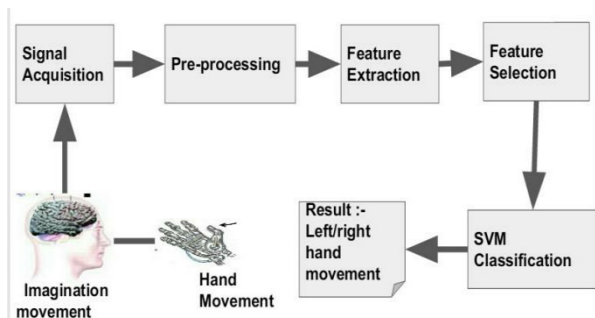 Signal
Acquisition
Pre-processing
Feature
Extraction
Feature
Selection
Result :-
Left/right
hand
movement
SVM
Classification
Hand
Movement
Imagination
movement